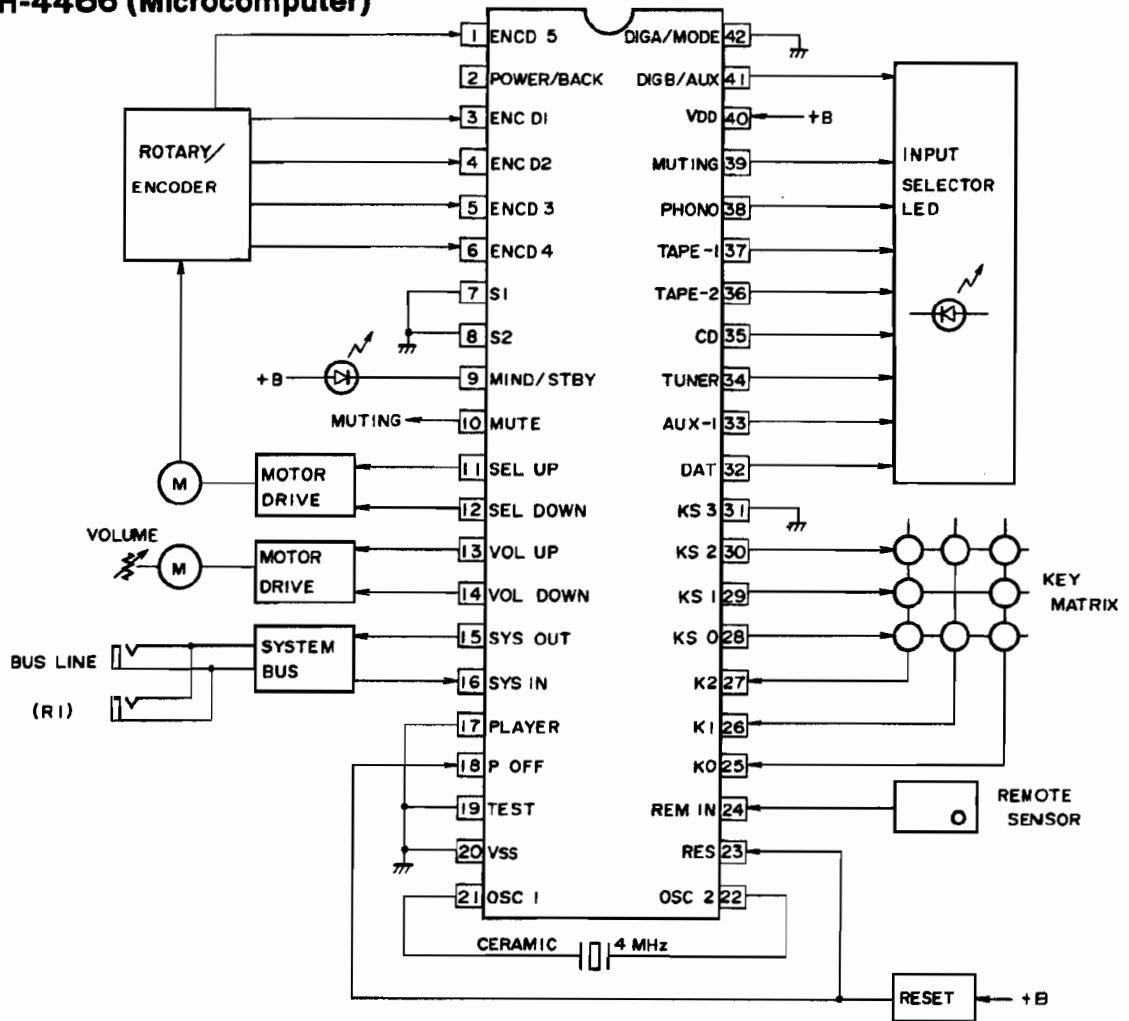 H-4466 (Microcomputer)
1 ENCD 5
2 POWER/BACK
3 ENC D1
4 ENC D2
5 ENCD 3
6 ENCD 4
7 S1
8 S2
9 MIND/STBY
10 MUTE
11 SEL UP
12 SEL DOWN
13 VOL UP
14 VOL DOWN
15 SYS OUT
16 SYS IN
17 PLAYER
18 P OFF
19 TEST
20 VSS
21 OSC 1
DIGA/MODE 42
DIGB/AUX 41
VDD 40
+B
MUTING 39
PHONO 38
TAPE-1 37
TAPE-2 36
CD 35
TUNER 34
AUX-1 33
DAT 32
KS 3 31
KS 2 30
KS 1 29
KS 0 28
K2 27
K1 26
K0 25
REM IN 24
RES 23
OSC 2 22
ROTARY/
ENCODER
+B
MUTING
M
MOTOR
DRIVE
VOLUME
M
MOTOR
DRIVE
BUS LINE
(RI)
SYSTEM
BUS
INPUT
SELECTOR
LED
KEY
MATRIX
REMOTE
SENSOR
CERAMIC
4 MHz
RESET
+B